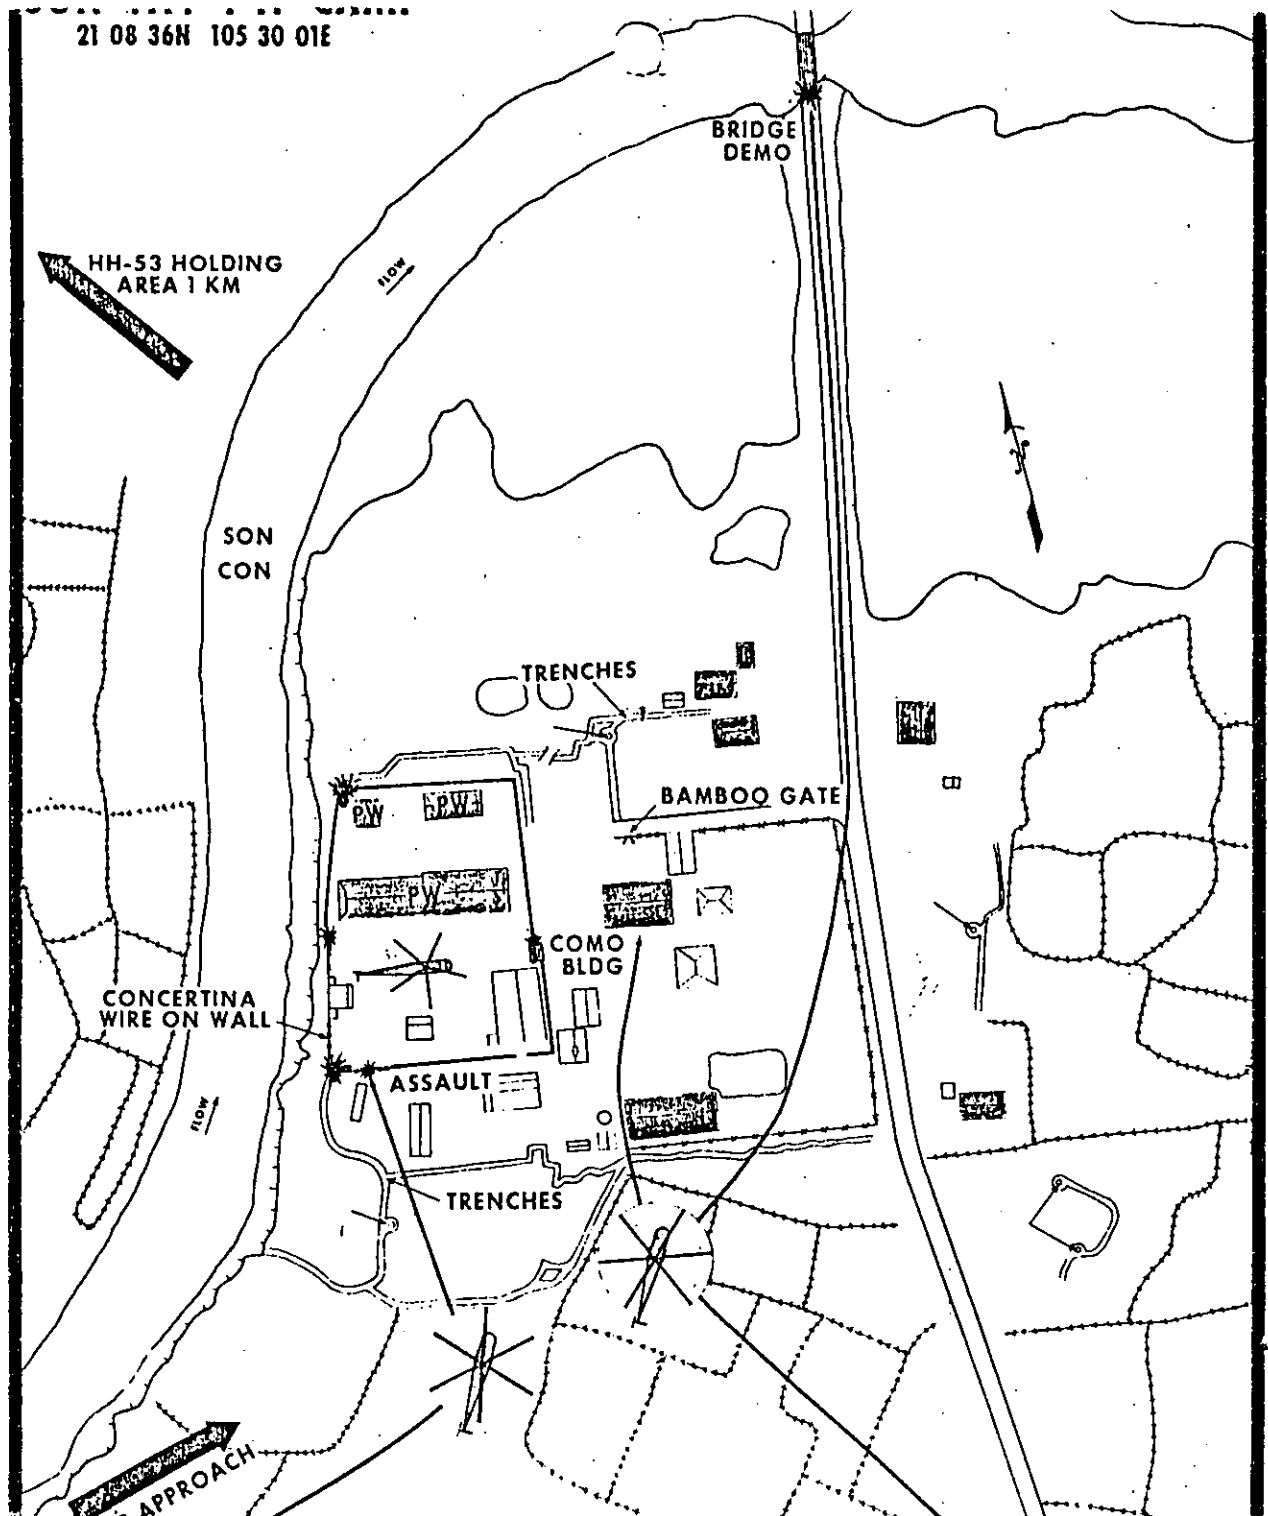 21 08 36N 105 30 01E
BRIDGE
DEMO
HH-53 HOLDING
AREA 1 KM
FLOW
N
SON
CON
TRENCHES
BAMBOO GATE
PW
PW
PW
COMO
BLDG
CONCERTINA
WIRE ON WALL
ASSAULT
FLOW
TRENCHES
APPROACH